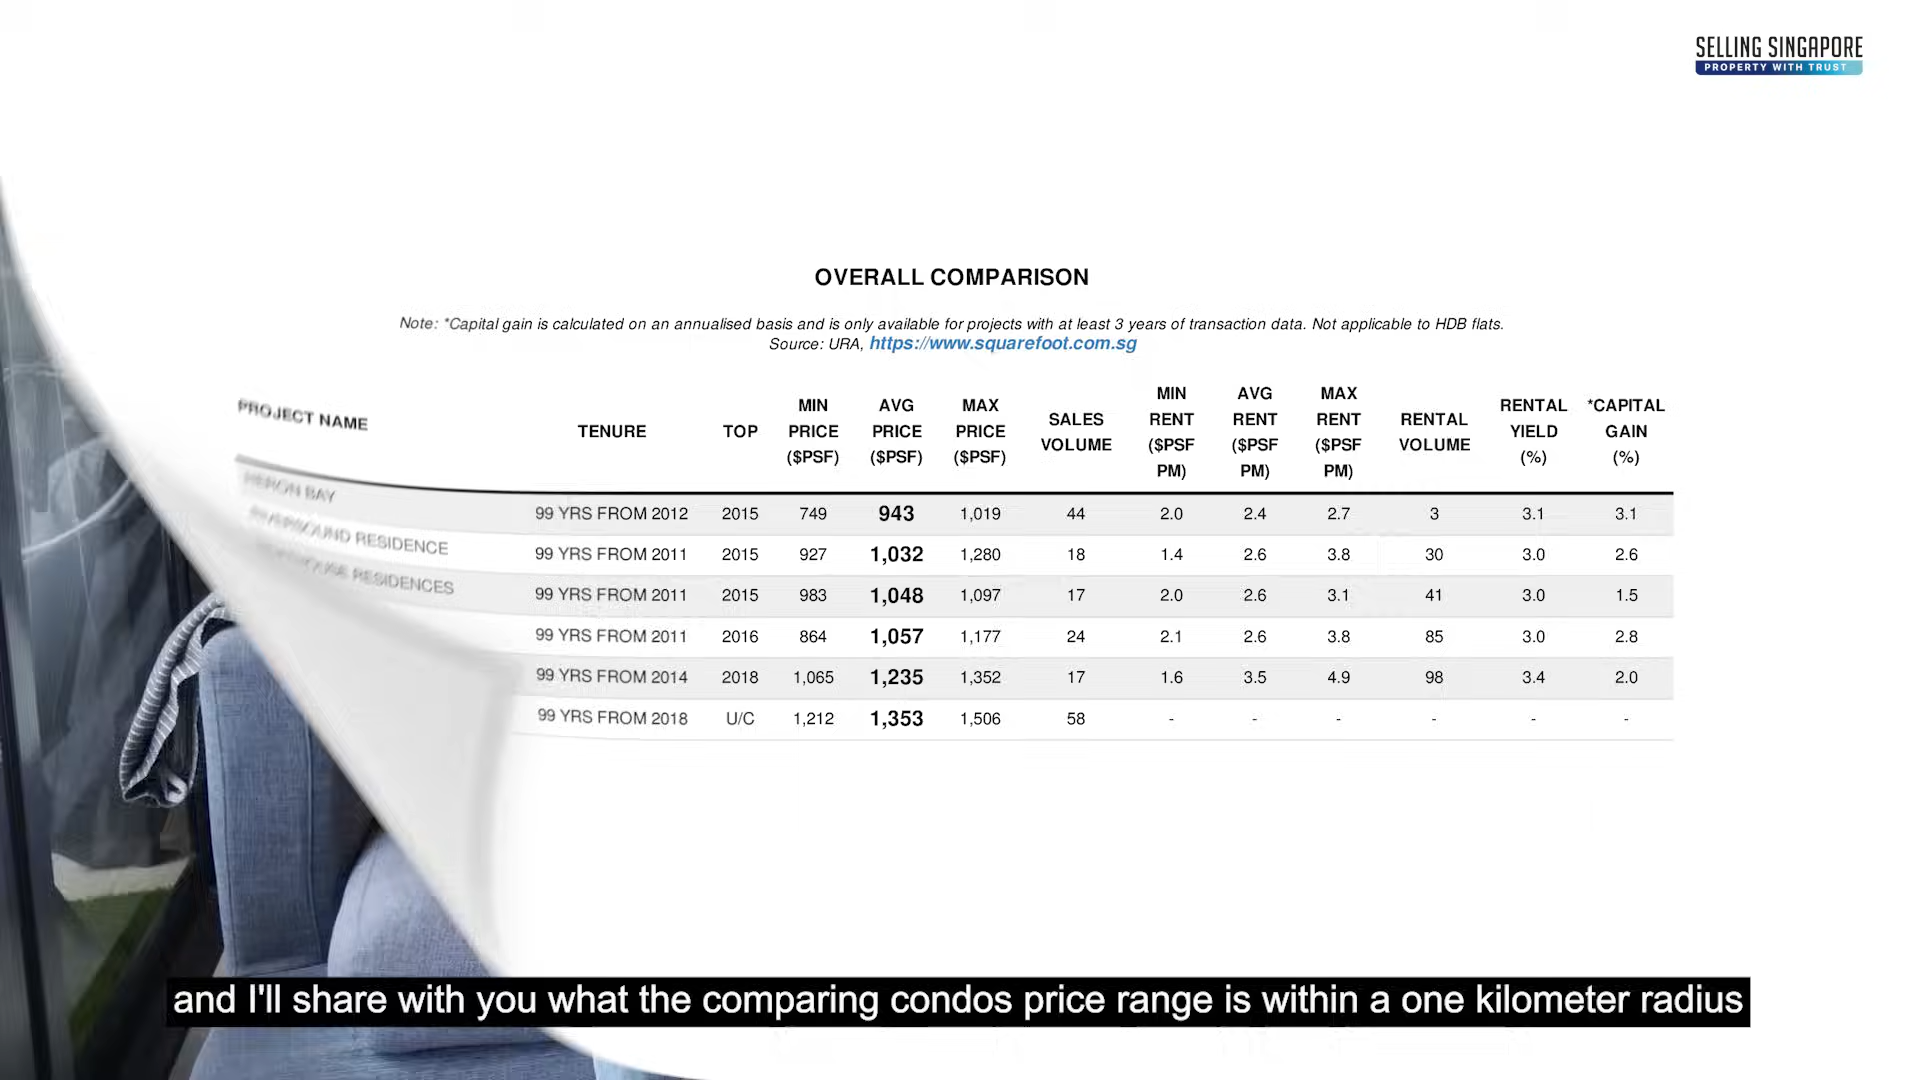 SELLING SINGAPORE
PROPERTY WITH TRUST
OVERALL COMPARISON
Note: *Capital gain is calculated on an annualised basis and is only available for projects with at least 3 years of transaction data. Not applicable to HDB flats.
Source: URA, https://www.squarefoot.com.sg
PROJECT NAME TENURE TOP MIN PRICE ($PSF) AVG PRICE ($PSF) MAX PRICE ($PSF) SALES VOLUME MIN RENT ($PSF PM) AVG RENT ($PSF PM) MAX RENT ($PSF PM) RENTAL VOLUME RENTAL YIELD (%) *CAPITAL GAIN (%)
HERON BAY 99 YRS FROM 2012 2015 749 943 1,019 44 2.0 2.4 2.7 3 3.1 3.1
RIVERSOUND RESIDENCE 99 YRS FROM 2011 2015 927 1,032 1,280 18 1.4 2.6 3.8 30 3.0 2.6
RESIDENCES 99 YRS FROM 2011 2015 983 1,048 1,097 17 2.0 2.6 3.1 41 3.0 1.5
99 YRS FROM 2011 2016 864 1,057 1,177 24 2.1 2.6 3.8 85 3.0 2.8
99 YRS FROM 2014 2018 1,065 1,235 1,352 17 1.6 3.5 4.9 98 3.4 2.0
99 YRS FROM 2018 U/C 1,212 1,353 1,506 58 - - - - - -
and I'll share with you what the comparing condos price range is within a one kilometer radius